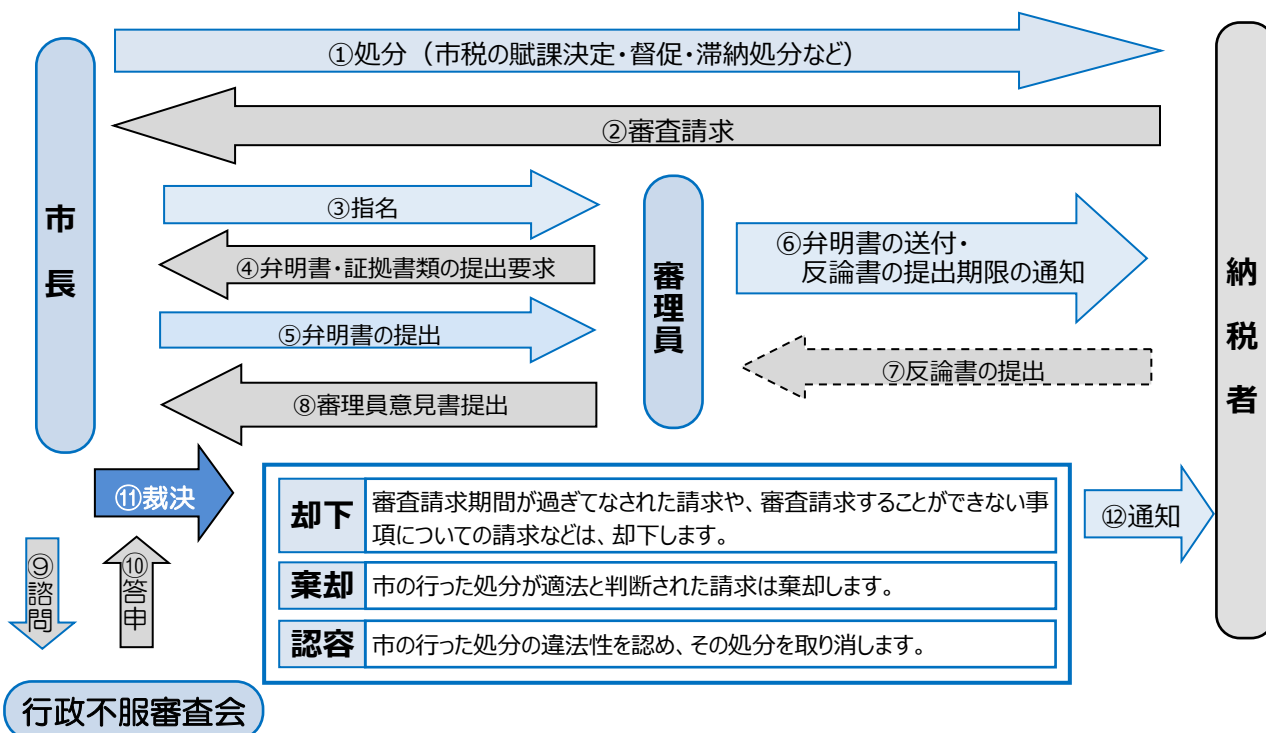 ①処分（市税の賦課決定・督促・滞納処分など）
②審査請求
市長
③指名
④弁明書・証拠書類の提出要求
⑤弁明書の提出
⑧審理員意見書提出
審理員
⑥弁明書の送付・
反論書の提出期限の通知
⑦反論書の提出
納税者
⑪裁決
却下
審査請求期間が過ぎてなされた請求や、審査請求することができない事
項についての請求などは、却下します。
棄却
市の行った処分が適法と判断された請求は棄却します。
認容
市の行った処分の違法性を認め、その処分を取り消します。
⑫通知
⑨諮問
⑩答申
行政不服審査会